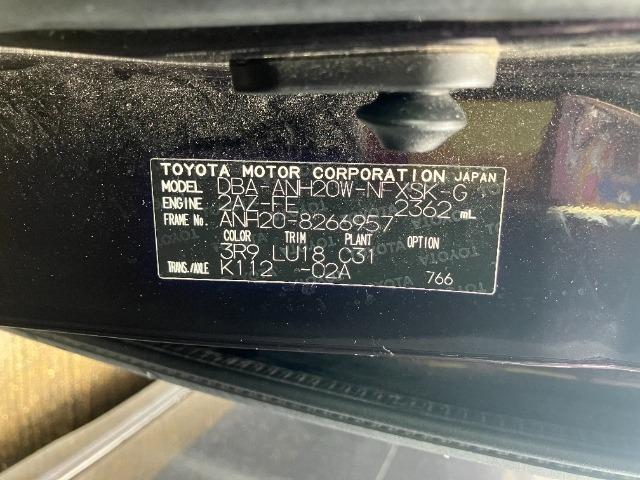 TOYOTA MOTOR CORPORATION JAPAN
MODEL DBA-ANH20W-NFXSK-G
ENGINE 2AZ-FE 2362 mL
FRAME No. ANH20-8266957
COLOR TRIM PLANT OPTION
3R9 LU18 C31
TRANS./AXLE K112 -02A 766